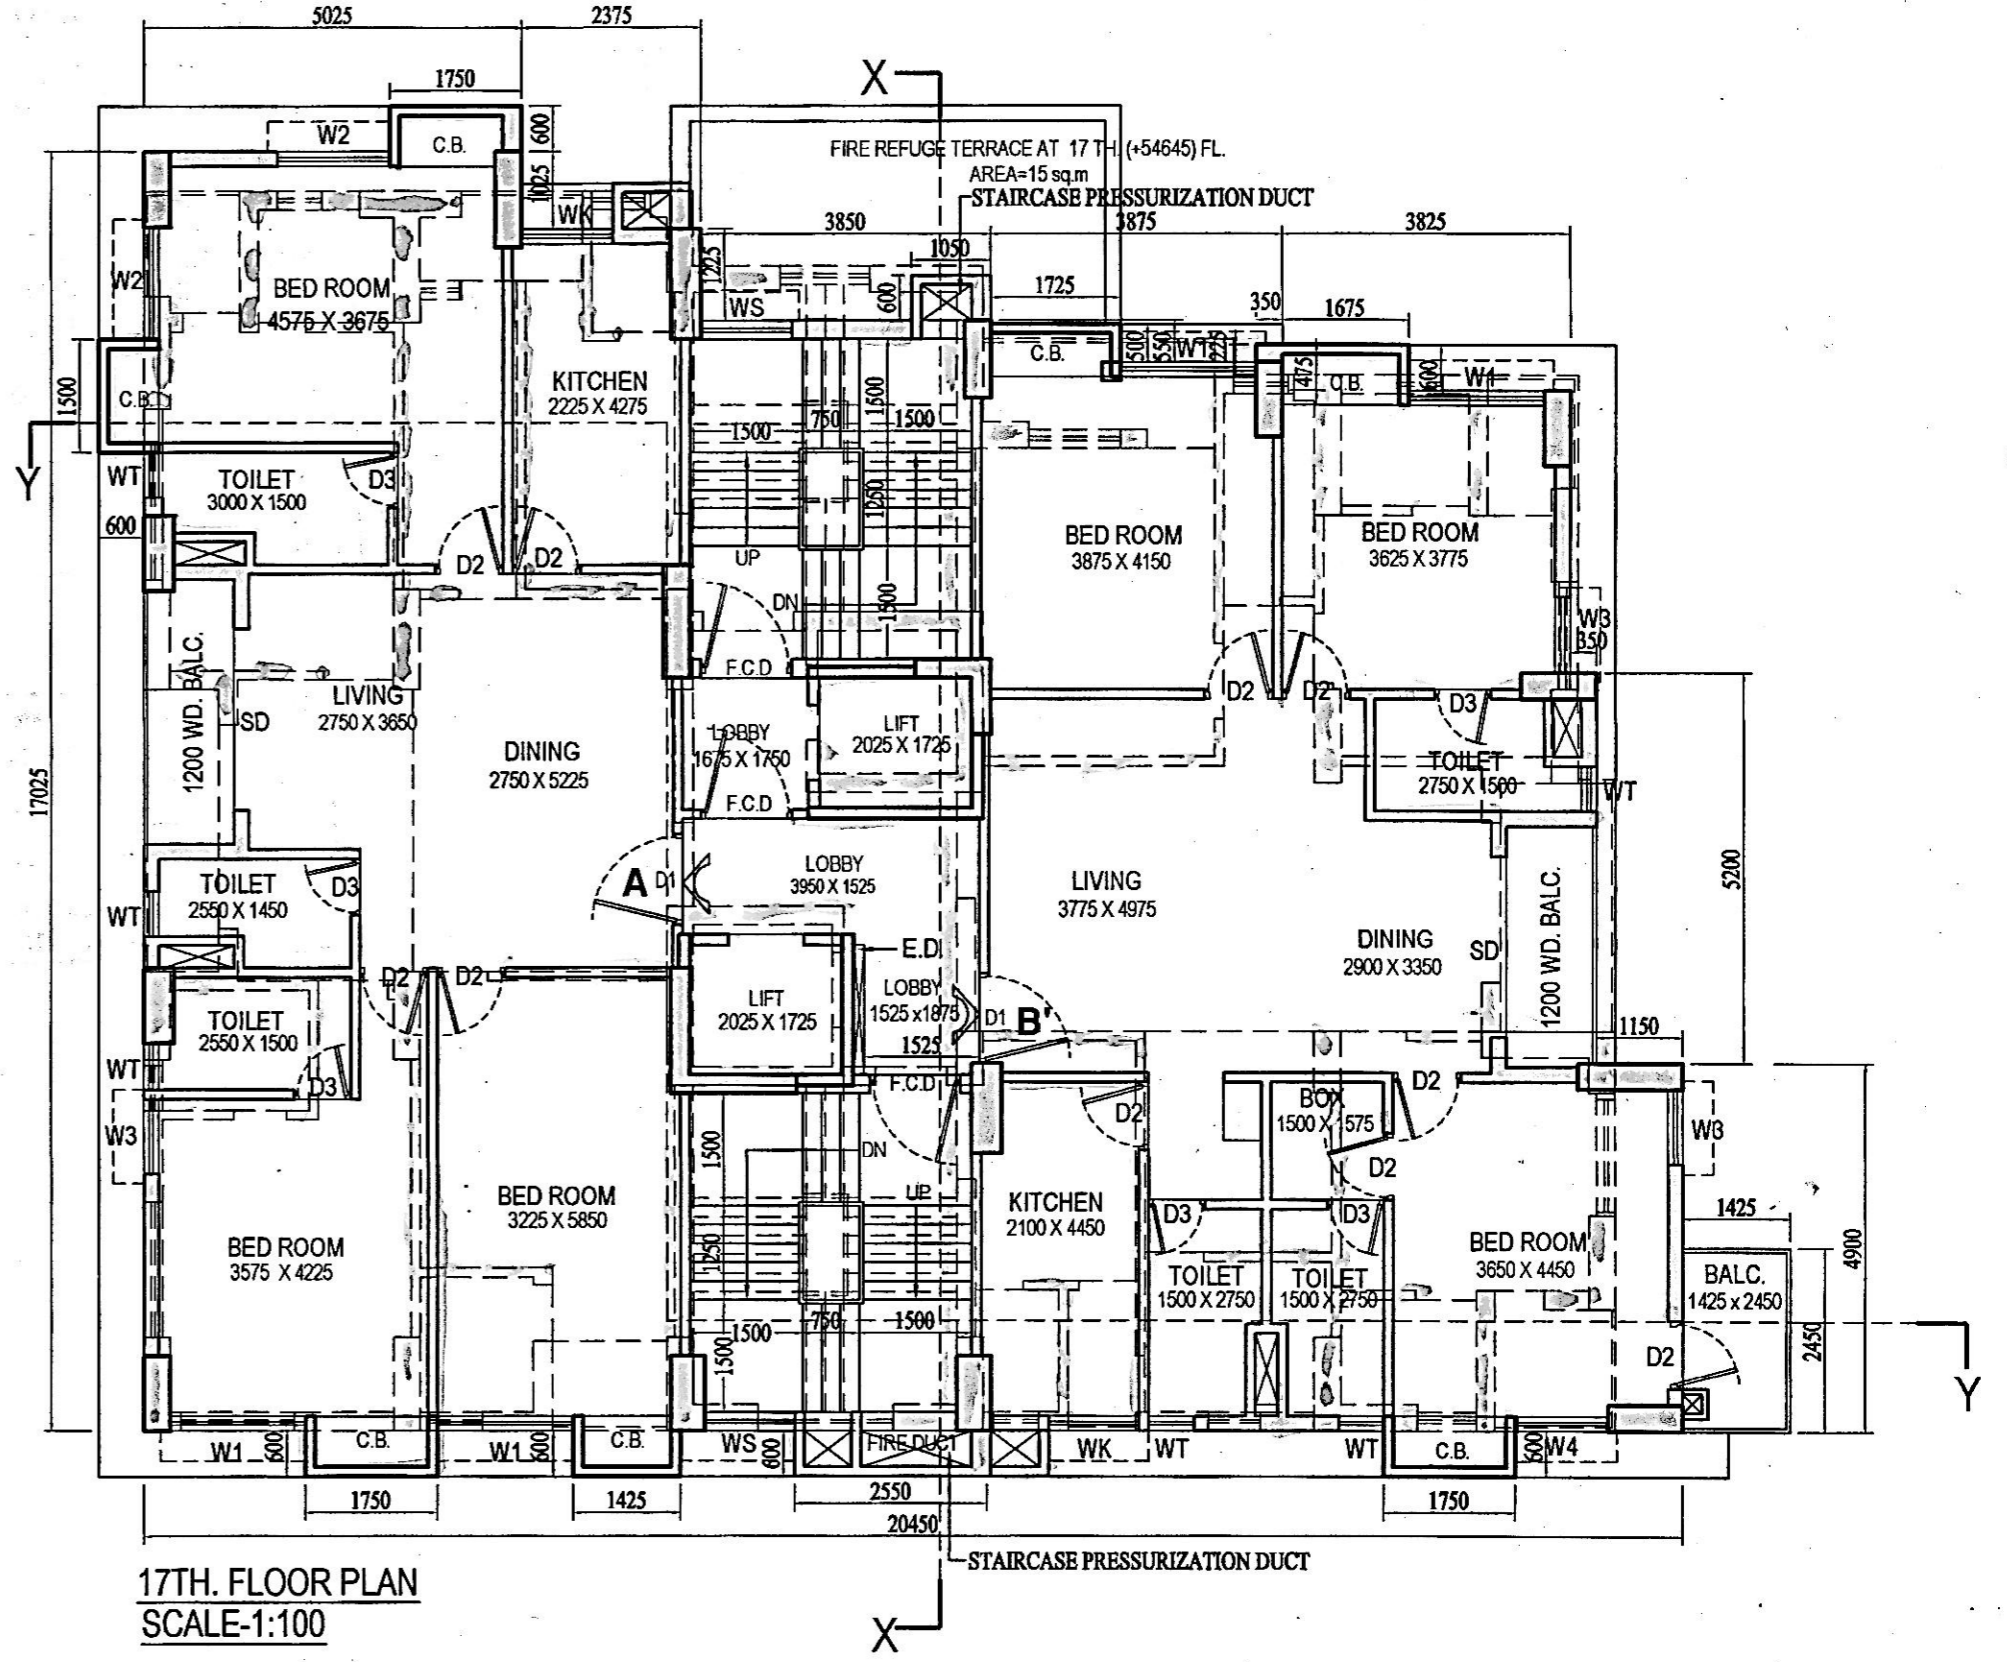 5025
2375
1750
X
W2
C.B.
600
1025
FIRE REFUGE TERRACE AT 17 TH. (+54645) FL.
AREA=15 sq.m
STAIRCASE PRESSURIZATION DUCT
WK
3850
3875
3825
1225
1050
W2
BED ROOM
4575 X 3675
WS
600
1725
350
1675
C.B.
500
550
W1
225
475
C.B.
600
W1
1500
C.B.
KITCHEN
2225 X 4275
1500
750
1500
1500
Y
WT
TOILET
3000 X 1500
D3
1250
600
D2
D2
UP
BED ROOM
3875 X 4150
BED ROOM
3625 X 3775
DN
1500
W3
350
1200 WD. BALC.
F.C.D
LIVING
2750 X 3650
SD
D2
D2
D3
DINING
2750 X 5225
LOBBY
1675 X 1750
LIFT
2025 X 1725
TOILET
2750 X 1500
WT
17025
F.C.D
TOILET
2550 X 1450
D3
A
D1
LOBBY
3950 X 1525
LIVING
3775 X 4975
5200
WT
DINING
2900 X 3350
SD
1200 WD. BALC.
E.D
D2
D2
LIFT
2025 X 1725
LOBBY
1525 x1875
D1
B'
TOILET
2550 X 1500
1150
1525
WT
D3
F.C.D
D2
D2
W3
BOX
1500 X 1575
W3
1500
DN
D2
UP
BED ROOM
3225 X 5850
KITCHEN
2100 X 4450
D3
D3
1425
BED ROOM
3575 X 4225
1250
BED ROOM
3650 X 4450
4900
TOILET
1500 X 2750
TOILET
1500 X 2750
BALC.
1425 x 2450
1500
750
1500
1500
2450
D2
Y
W1
600
C.B.
W1
600
C.B.
WS
600
FIRE DUCT
WK
WT
WT
C.B.
600
W4
1750
1425
2550
1750
20450
STAIRCASE PRESSURIZATION DUCT
17TH. FLOOR PLAN
SCALE-1:100
X